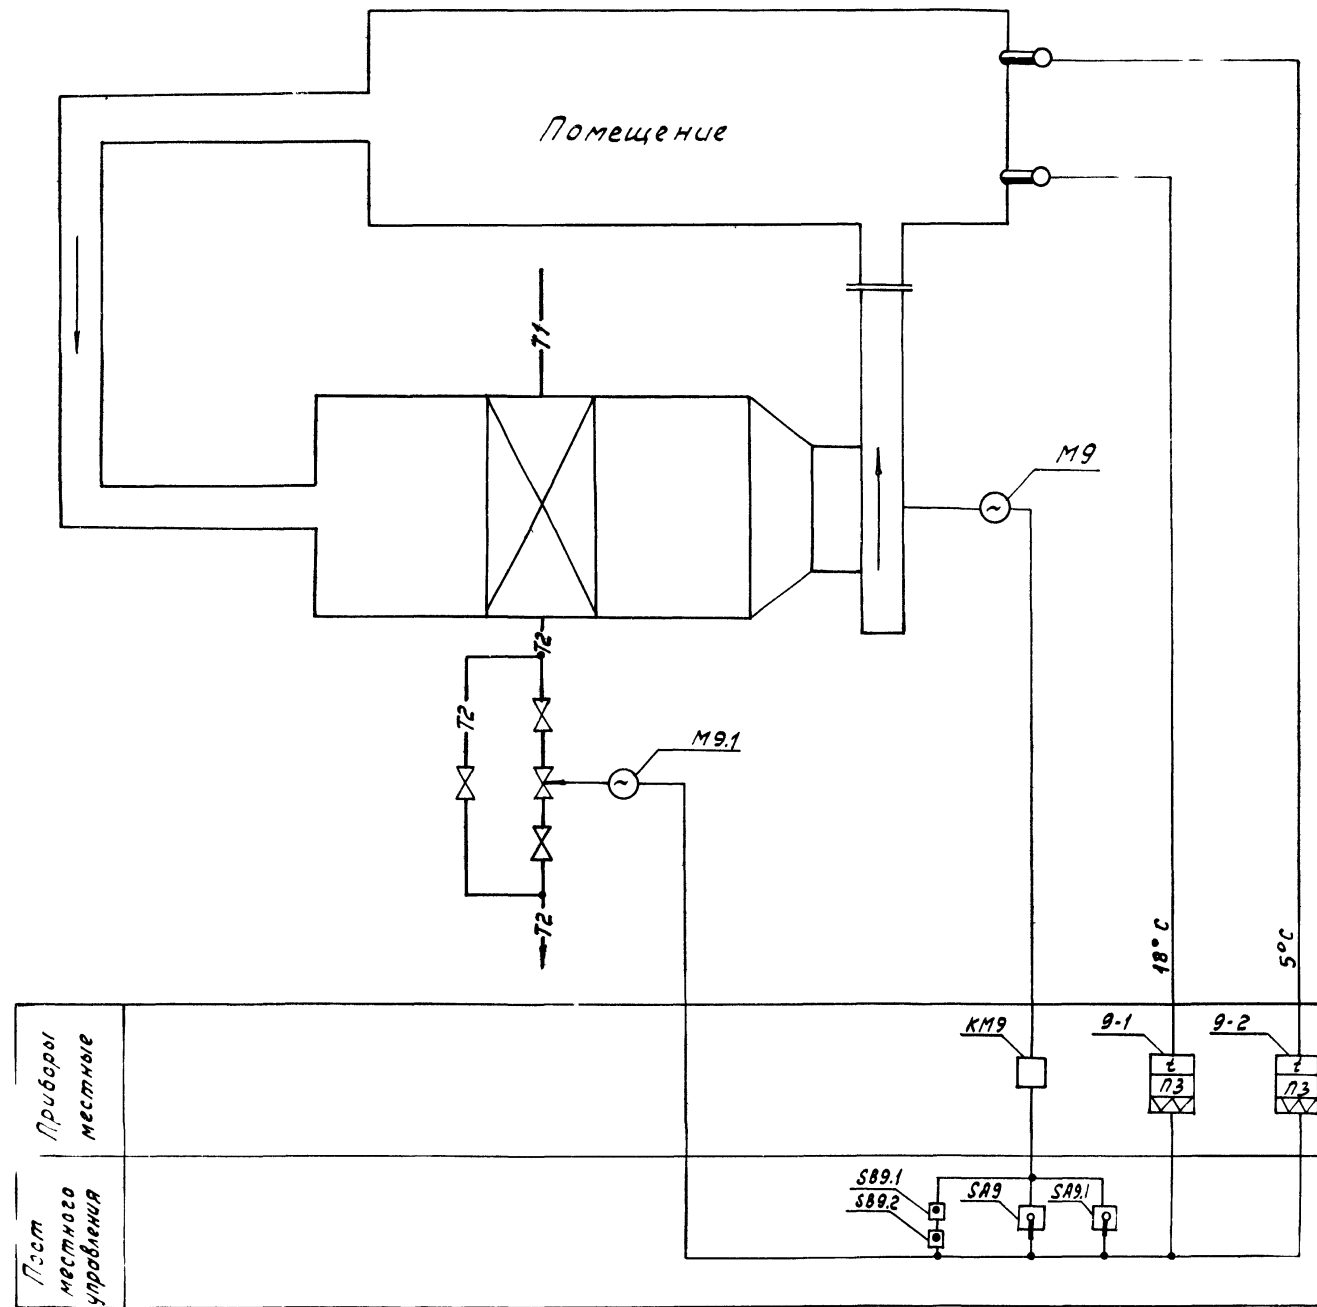 Помещение
Т1
М9
Т2
Т2
М9.1
Т2
18°С
5°С
Приборы
местные
КМ9
9-1
9-2
t
ПЗ
t
ПЗ
Пост
местного
управления
SB9.1
SB9.2
SA9
SA9.1
~
~